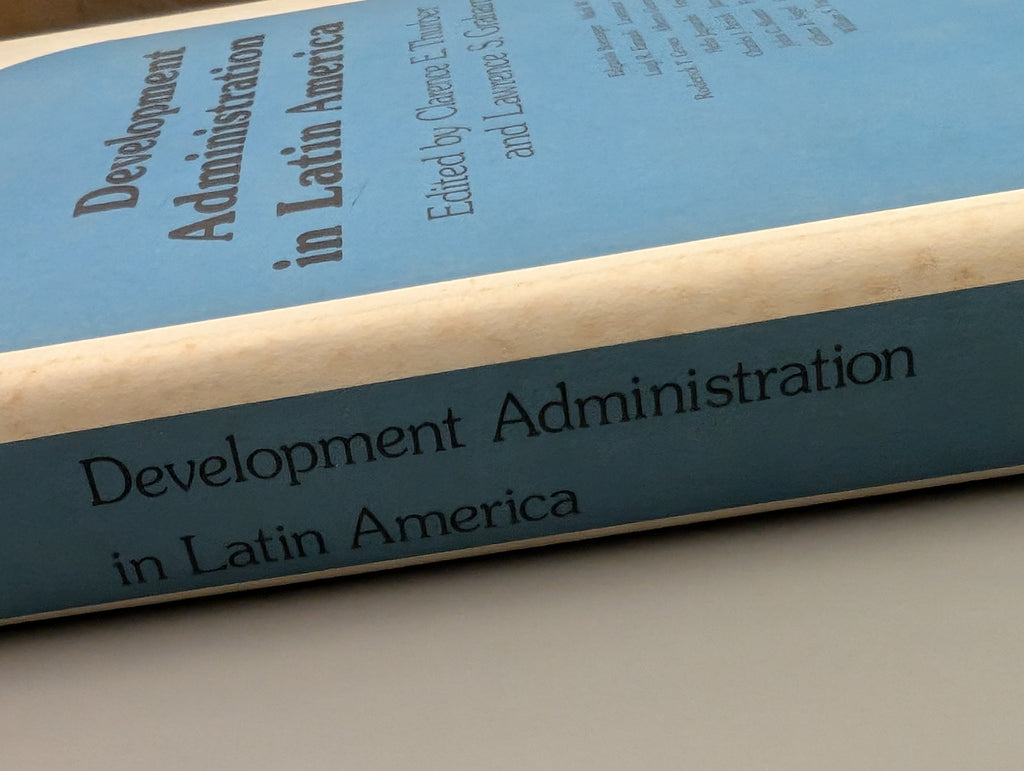 Development
Administration
in Latin America
Edited by Clarence E. Thurber
and Lawrence S. Graham
Development Administration
in Latin America